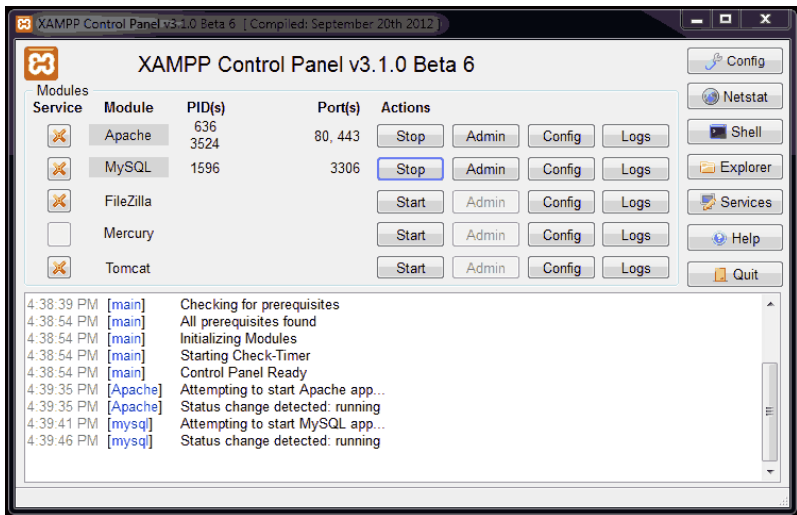 XAMPP Control Panel v3.1.0 Beta 6 [ Compiled: September 20th 2012 ]
XAMPP Control Panel v3.1.0 Beta 6
Config
Modules
Service Module PID(s) Port(s) Actions
Netstat
Apache 636 3524 80, 443 Stop Admin Config Logs
Shell
MySQL 1596 3306 Stop Admin Config Logs
Explorer
FileZilla Start Admin Config Logs
Services
Mercury Start Admin Config Logs
Help
Tomcat Start Admin Config Logs
Quit
4:38:39 PM [main] Checking for prerequisites
4:38:54 PM [main] All prerequisites found
4:38:54 PM [main] Initializing Modules
4:38:54 PM [main] Starting Check-Timer
4:38:54 PM [main] Control Panel Ready
4:39:35 PM [Apache] Attempting to start Apache app...
4:39:35 PM [Apache] Status change detected: running
4:39:41 PM [mysql] Attempting to start MySQL app...
4:39:46 PM [mysql] Status change detected: running